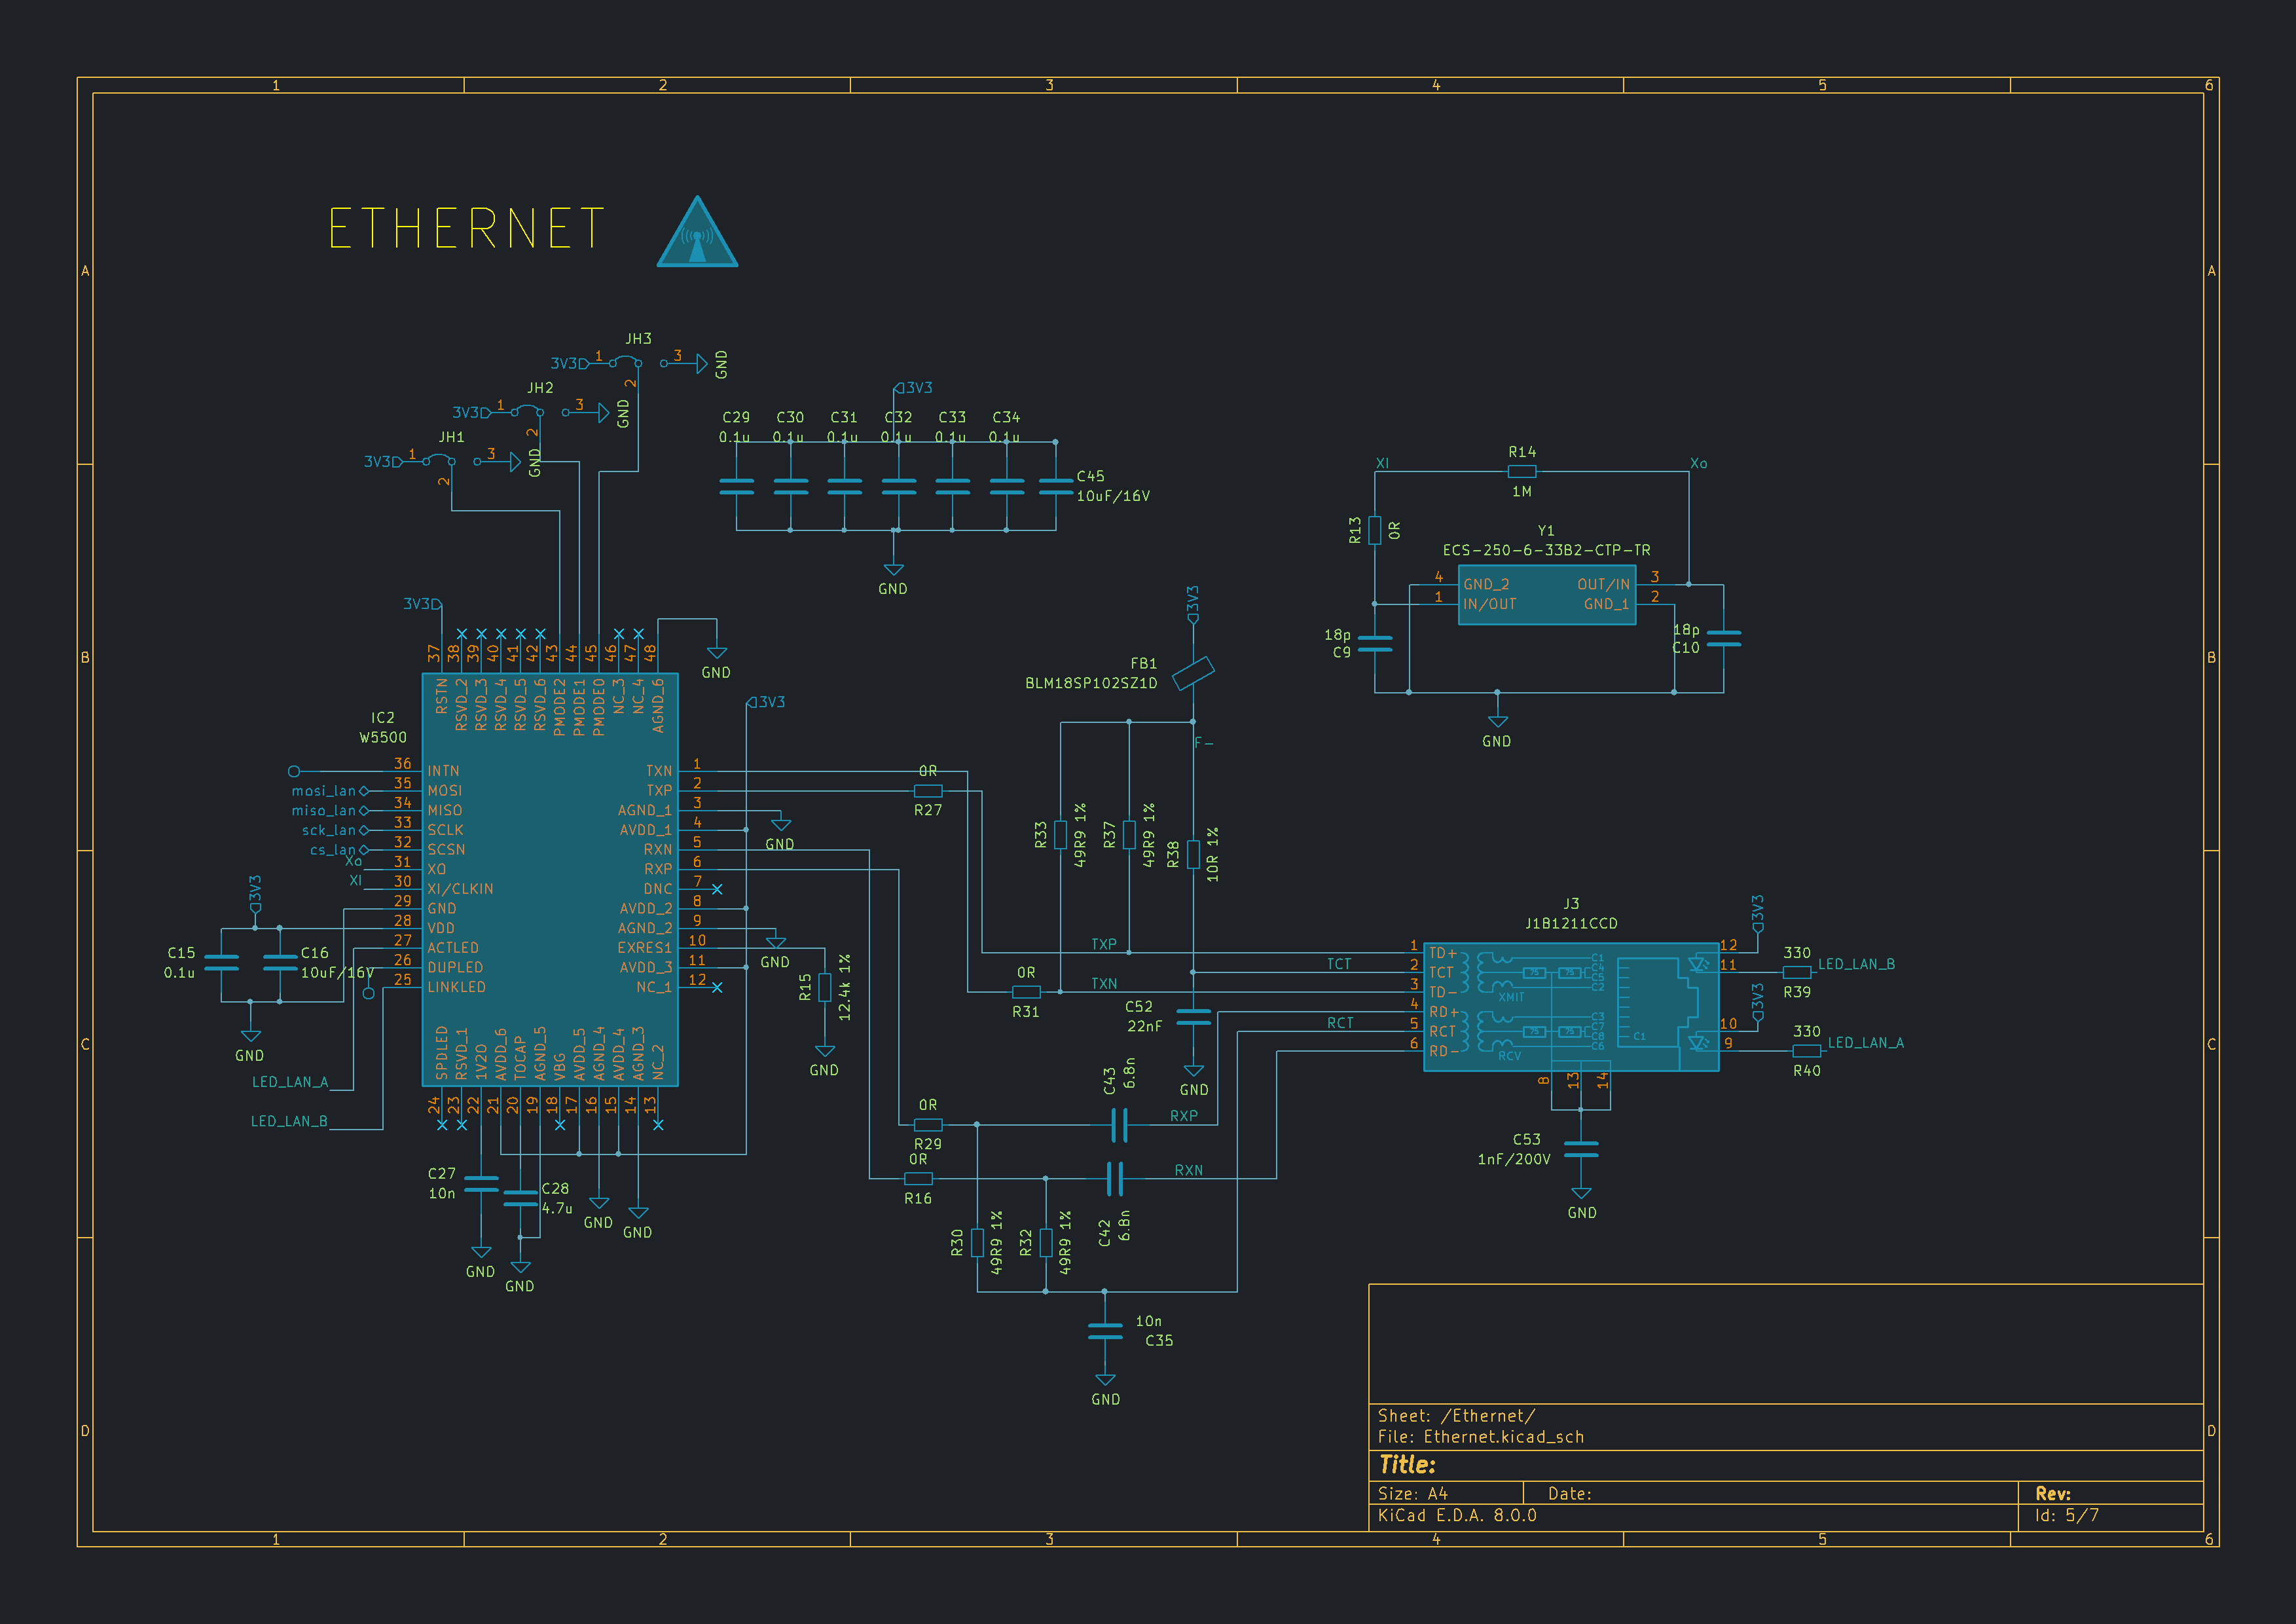 1 2 3 4 5 6
A A
B B
C C
D D
1 2 3 4 5 6
ETHERNET
JH3
3V3 1 2 3 GND
JH2
3V3 1 2 3 GND
JH1
3V3 1 2 3 GND
3V3
C29 C30 C31 C32 C33 C34
0.1u 0.1u 0.1u 0.1u 0.1u 0.1u
C45
10uF/16V
GND
XI R14 Xo
1M
R13 0R
Y1
ECS-250-6-33B2-CTP-TR
4 GND_2 OUT/IN 3
1 IN/OUT GND_1 2
18p
C9
18p
C10
GND
3V3
37 38 39 40 41 42 43 44 45 46 47 48
GND
RSTN RSVD_2 RSVD_3 RSVD_4 RSVD_5 RSVD_6 PMODE2 PMODE1 PMODE0 NC_3 NC_4 AGND_6
IC2
W5500
3V3
36 INTN TXN 1
mosi_lan 35 MOSI TXP 2
miso_lan 34 MISO AGND_1 3
sck_lan 33 SCLK AVDD_1 4
cs_lan 32 SCSN RXN 5
Xo 31 XO RXP 6
XI 30 XI/CLKIN DNC 7
29 GND AVDD_2 8
28 VDD AGND_2 9
27 ACTLED EXRES1 10
26 DUPLED AVDD_3 11
25 LINKLED NC_1 12
GND
GND
3V3
C15
0.1u
C16
10uF/16V
GND
LED_LAN_A
LED_LAN_B
SPDLED RSVD_1 1V2O AVDD_6 TOCAP AGND_5 VBG AVDD_5 AGND_4 AVDD_4 AGND_3 NC_2
24 23 22 21 20 19 18 17 16 15 14 13
C27
10n
C28
4.7u
GND
GND
GND
GND
R15 12.4k 1%
GND
0R
R27
0R
R31
0R
R29
0R
R16
3V3
FB1
BLM18SP102SZ1D
F-
R33 49R9 1%
R37 49R9 1%
R38 10R 1%
TXP
TCT
TXN
RCT
C52
22nF
GND
C43 6.8n
RXP
RXN
C42 6.8n
R30 49R9 1%
R32 49R9 1%
10n
C35
GND
J3
J1B1211CCD
1 TD+
2 TCT
3 TD-
4 RD+
5 RCT
6 RD-
C1
C4
75 75 C5
C2
XMIT
C3
C7
75 75 C8
C6
RCV
C1
12 3V3
11 330 LED_LAN_B
R39
3V3
10 330
9 LED_LAN_A
R40
8 13 14
C53
1nF/200V
GND
Sheet: /Ethernet/
File: Ethernet.kicad_sch
Title:
Size: A4 Date: Rev:
KiCad E.D.A. 8.0.0 Id: 5/7